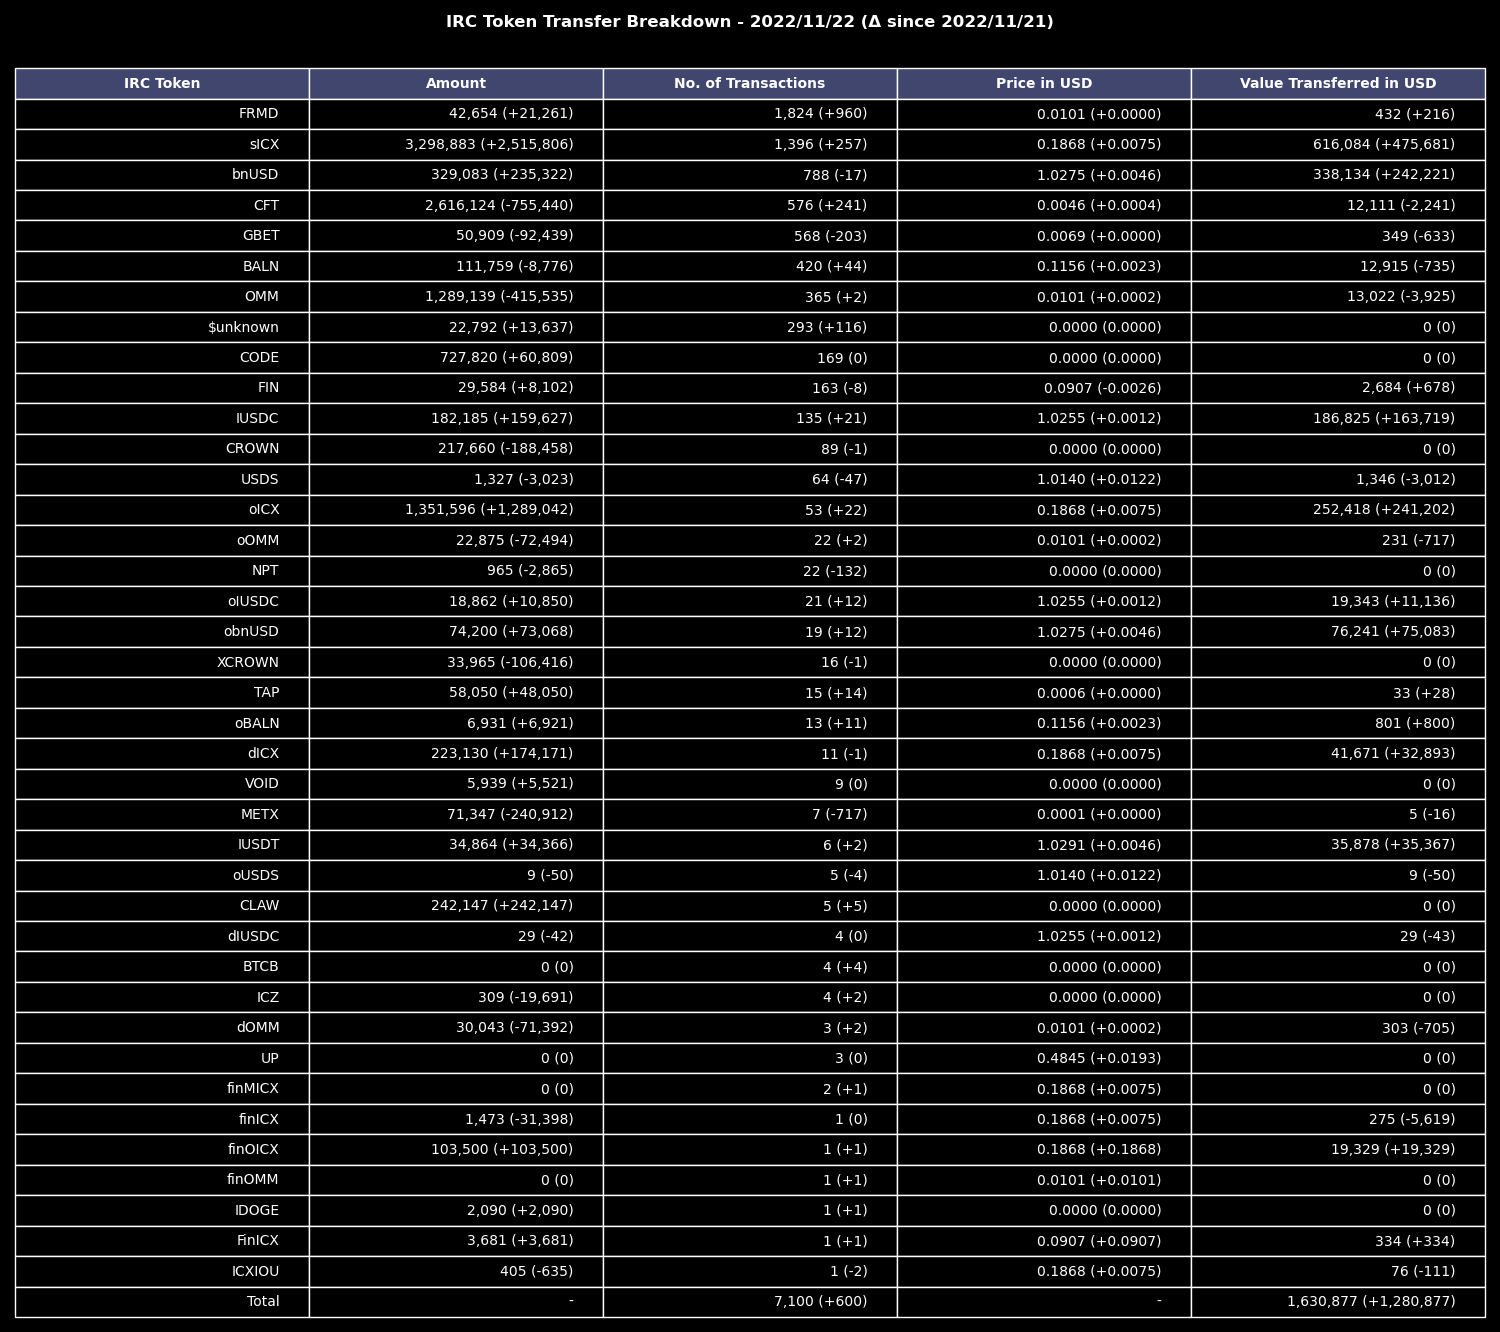 IRC Token Transfer Breakdown - 2022/11/22 (Δ since 2022/11/21)
IRC Token Amount No. of Transactions Price in USD Value Transferred in USD
FRMD 42,654 (+21,261) 1,824 (+960) 0.0101 (+0.0000) 432 (+216)
sICX 3,298,883 (+2,515,806) 1,396 (+257) 0.1868 (+0.0075) 616,084 (+475,681)
bnUSD 329,083 (+235,322) 788 (-17) 1.0275 (+0.0046) 338,134 (+242,221)
CFT 2,616,124 (-755,440) 576 (+241) 0.0046 (+0.0004) 12,111 (-2,241)
GBET 50,909 (-92,439) 568 (-203) 0.0069 (+0.0000) 349 (-633)
BALN 111,759 (-8,776) 420 (+44) 0.1156 (+0.0023) 12,915 (-735)
OMM 1,289,139 (-415,535) 365 (+2) 0.0101 (+0.0002) 13,022 (-3,925)
$unknown 22,792 (+13,637) 293 (+116) 0.0000 (0.0000) 0 (0)
CODE 727,820 (+60,809) 169 (0) 0.0000 (0.0000) 0 (0)
FIN 29,584 (+8,102) 163 (-8) 0.0907 (-0.0026) 2,684 (+678)
IUSDC 182,185 (+159,627) 135 (+21) 1.0255 (+0.0012) 186,825 (+163,719)
CROWN 217,660 (-188,458) 89 (-1) 0.0000 (0.0000) 0 (0)
USDS 1,327 (-3,023) 64 (-47) 1.0140 (+0.0122) 1,346 (-3,012)
oICX 1,351,596 (+1,289,042) 53 (+22) 0.1868 (+0.0075) 252,418 (+241,202)
oOMM 22,875 (-72,494) 22 (+2) 0.0101 (+0.0002) 231 (-717)
NPT 965 (-2,865) 22 (-132) 0.0000 (0.0000) 0 (0)
oIUSDC 18,862 (+10,850) 21 (+12) 1.0255 (+0.0012) 19,343 (+11,136)
obnUSD 74,200 (+73,068) 19 (+12) 1.0275 (+0.0046) 76,241 (+75,083)
XCROWN 33,965 (-106,416) 16 (-1) 0.0000 (0.0000) 0 (0)
TAP 58,050 (+48,050) 15 (+14) 0.0006 (+0.0000) 33 (+28)
oBALN 6,931 (+6,921) 13 (+11) 0.1156 (+0.0023) 801 (+800)
dICX 223,130 (+174,171) 11 (-1) 0.1868 (+0.0075) 41,671 (+32,893)
VOID 5,939 (+5,521) 9 (0) 0.0000 (0.0000) 0 (0)
METX 71,347 (-240,912) 7 (-717) 0.0001 (+0.0000) 5 (-16)
IUSDT 34,864 (+34,366) 6 (+2) 1.0291 (+0.0046) 35,878 (+35,367)
oUSDS 9 (-50) 5 (-4) 1.0140 (+0.0122) 9 (-50)
CLAW 242,147 (+242,147) 5 (+5) 0.0000 (0.0000) 0 (0)
dIUSDC 29 (-42) 4 (0) 1.0255 (+0.0012) 29 (-43)
BTCB 0 (0) 4 (+4) 0.0000 (0.0000) 0 (0)
ICZ 309 (-19,691) 4 (+2) 0.0000 (0.0000) 0 (0)
dOMM 30,043 (-71,392) 3 (+2) 0.0101 (+0.0002) 303 (-705)
UP 0 (0) 3 (0) 0.4845 (+0.0193) 0 (0)
finMICX 0 (0) 2 (+1) 0.1868 (+0.0075) 0 (0)
finICX 1,473 (-31,398) 1 (0) 0.1868 (+0.0075) 275 (-5,619)
finOICX 103,500 (+103,500) 1 (+1) 0.1868 (+0.1868) 19,329 (+19,329)
finOMM 0 (0) 1 (+1) 0.0101 (+0.0101) 0 (0)
IDOGE 2,090 (+2,090) 1 (+1) 0.0000 (0.0000) 0 (0)
FinICX 3,681 (+3,681) 1 (+1) 0.0907 (+0.0907) 334 (+334)
ICXIOU 405 (-635) 1 (-2) 0.1868 (+0.0075) 76 (-111)
Total - 7,100 (+600) - 1,630,877 (+1,280,877)